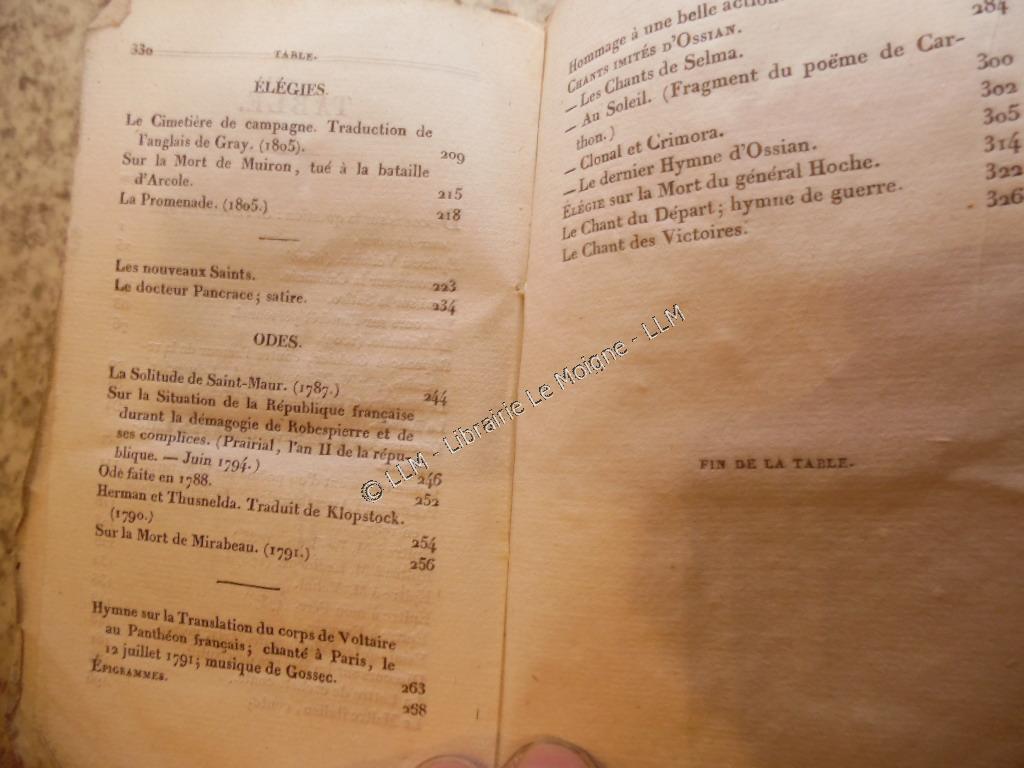 330
TABLE.
ÉLÉGIES.
Le Cimetière de campagne. Traduction de
l'anglais de Gray. (1805).
209
Sur la Mort de Muiron, tué à la bataille
d'Arcole.
215
La Promenade. (1805.)
218
Les nouveaux Saints.
223
Le docteur Pancrace; satire.
234
ODES.
La Solitude de Saint-Maur. (1787.)
244
Sur la Situation de la République française
durant la démagogie de Robespierre et de
ses complices. (Prairial, l'an II de la répu-
blique. — Juin 1794.)
246
Ode faite en 1788.
252
Herman et Thusnelda. Traduit de Klopstock.
(1790.)
254
Sur la Mort de Mirabeau. (1791.)
256
Hymne sur la Translation du corps de Voltaire
au Panthéon français; chanté à Paris, le
12 juillet 1791; musique de Gossec.
263
ÉPIGRAMMES.
268
Hommage à une belle action.
284
CHANTS IMITÉS D'OSSIAN.
— Les Chants de Selma.
— Au Soleil. (Fragment du poëme de Car-
thon.)
300
— Clonal et Crimora.
302
— Le dernier Hymne d'Ossian.
305
ÉLÉGIE sur la Mort du général Hoche.
314
Le Chant du Départ; hymne de guerre.
322
Le Chant des Victoires.
326
FIN DE LA TABLE.
© LLM - Librairie Le Moigne - LLM